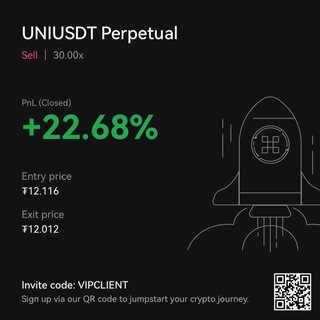 UNIUSDT Perpetual
Sell | 30.00x
PnL (Closed)
+22.68%
Entry price
₮12.116
Exit price
₮12.012
Invite code: VIPCLIENT
Sign up via our QR code to jumpstart your crypto journey.